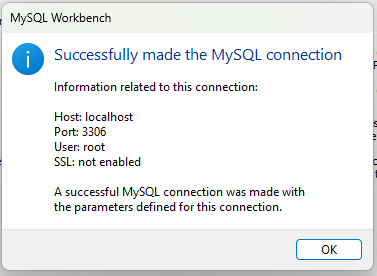 MySQL Workbench
Successfully made the MySQL connection
Information related to this connection:
Host: localhost
Port: 3306
User: root
SSL: not enabled
A successful MySQL connection was made with
the parameters defined for this connection.
OK